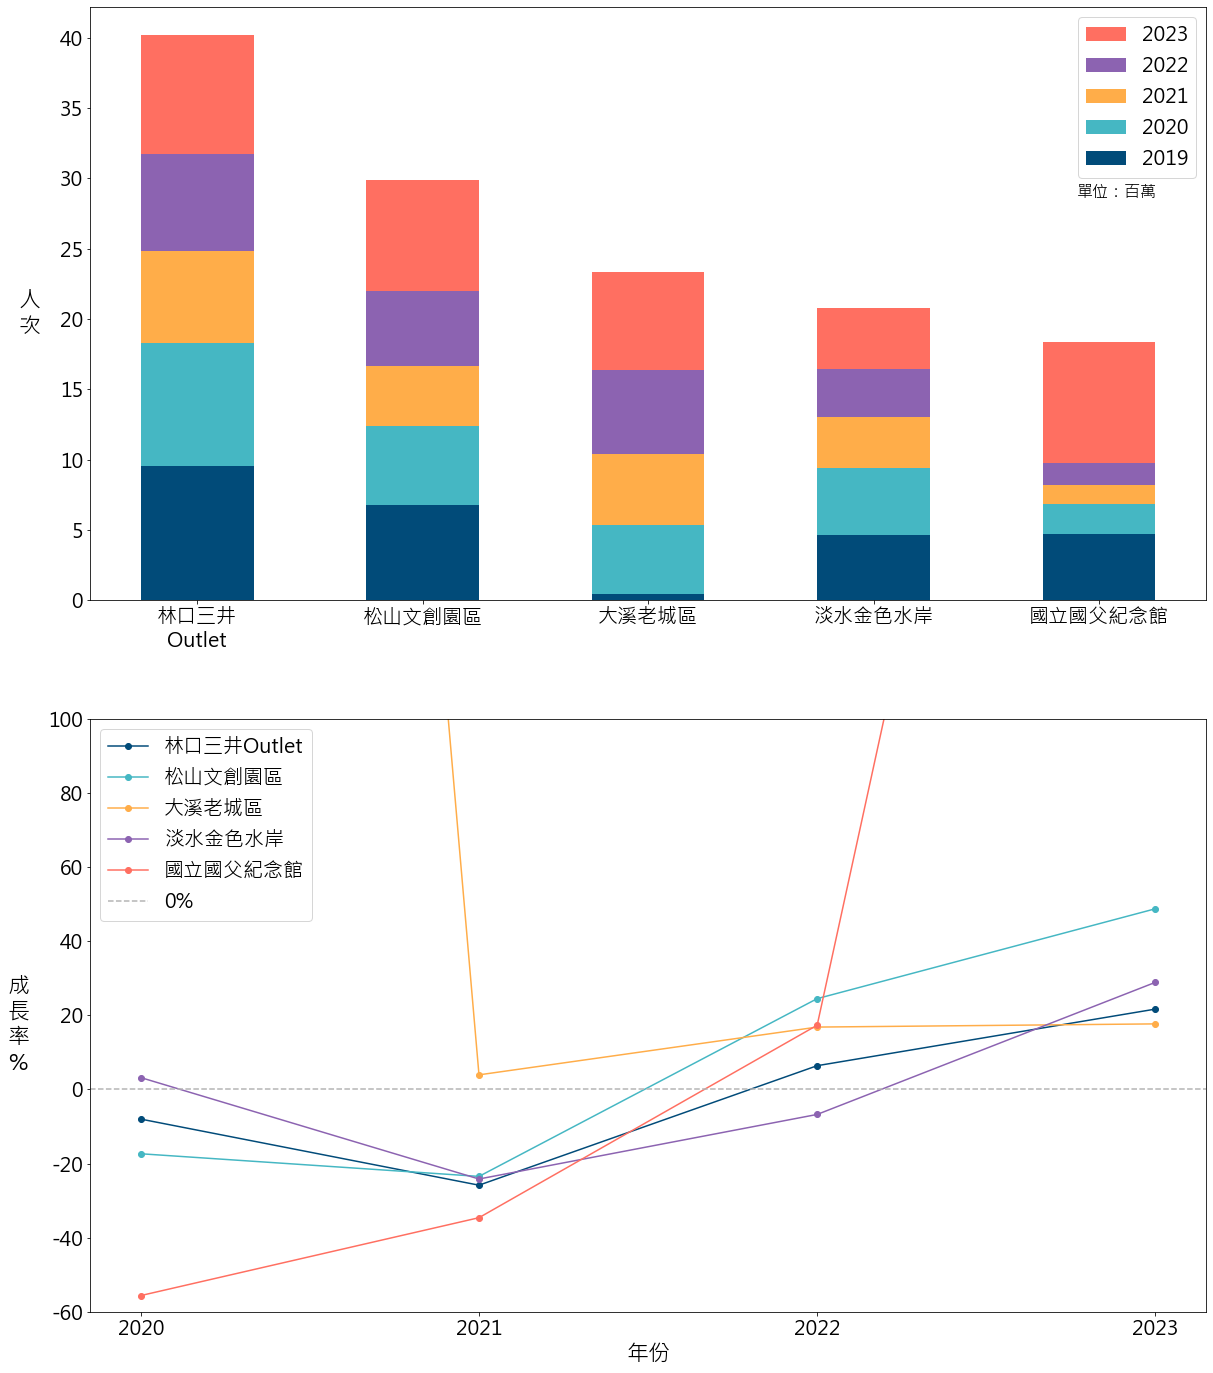 40
35
30
25
20
15
10
5
0
人
次
2023
2022
2021
2020
2019
單位：百萬
林口三井
Outlet
松山文創園區
大溪老城區
淡水金色水岸
國立國父紀念館
100
80
60
40
20
0
-20
-40
-60
成
長
率
%
林口三井Outlet
松山文創園區
大溪老城區
淡水金色水岸
國立國父紀念館
0%
2020
2021
2022
2023
年份